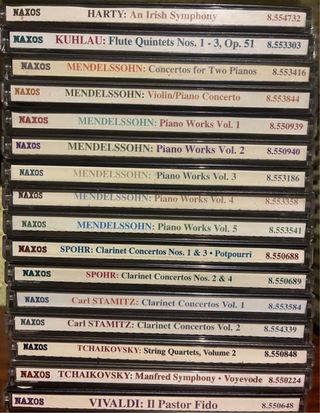 NAXOS HARTY: An Irish Symphony 8.554732
NAXOS KUHLAU: Flute Quintets Nos. 1 - 3, Op. 51 8.553303
NAXOS MENDELSSOHN: Concertos for Two Pianos 8.553416
NAXOS MENDELSSOHN: Violin/Piano Concerto 8.553844
NAXOS MENDELSSOHN: Piano Works Vol. 1 8.550939
NAXOS MENDELSSOHN: Piano Works Vol. 2 8.550940
NAXOS MENDELSSOHN: Piano Works Vol. 3 8.553186
NAXOS MENDELSSOHN: Piano Works Vol. 4 8.553358
NAXOS MENDELSSOHN: Piano Works Vol. 5 8.553541
NAXOS SPOHR: Clarinet Concertos Nos. 1 & 3 • Potpourri 8.550688
NAXOS SPOHR: Clarinet Concertos Nos. 2 & 4 8.550689
NAXOS Carl STAMITZ: Clarinet Concertos Vol. 1 8.553584
NAXOS Carl STAMITZ: Clarinet Concertos Vol. 2 8.554339
NAXOS TCHAIKOVSKY: String Quartets, Volume 2 8.550848
NAXOS TCHAIKOVSKY: Manfred Symphony • Voyevode 8.550224
NAXOS VIVALDI: Il Pastor Fido 8.550648